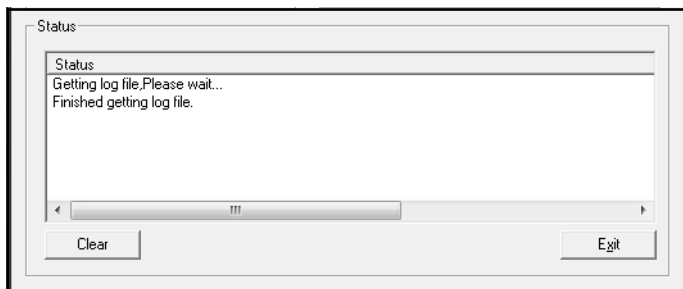 Status
Status
Getting log file,Please wait...
Finished getting log file.
Clear
Exit